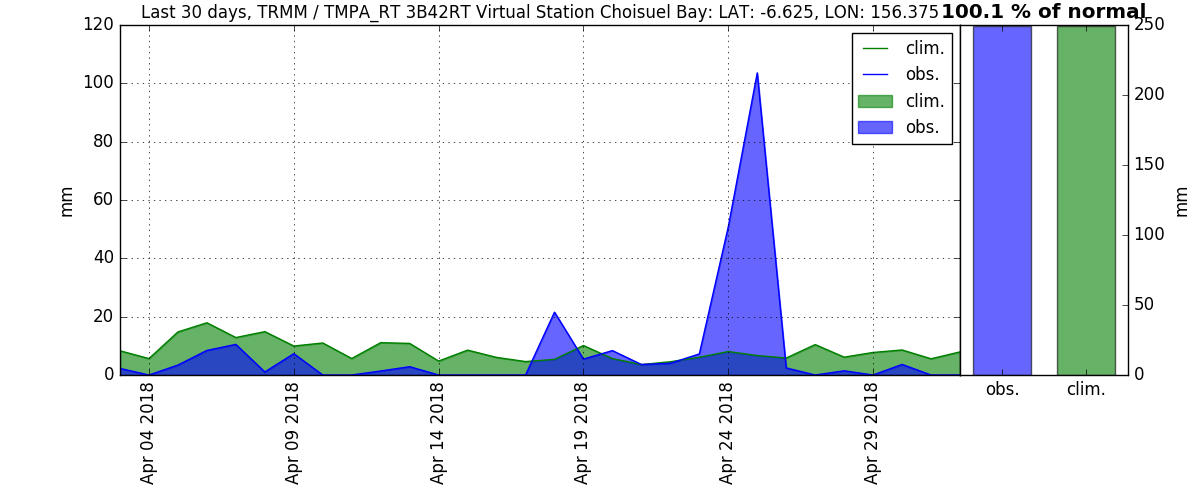 Last 30 days, TRMM / TMPA_RT 3B42RT Virtual Station Choisuel Bay: LAT: -6.625, LON: 156.375
100.1 % of normal
120
100
80
60
40
20
0
mm
clim.
obs.
clim.
obs.
Apr 04 2018
Apr 09 2018
Apr 14 2018
Apr 19 2018
Apr 24 2018
Apr 29 2018
250
200
150
100
50
0
mm
obs.
clim.